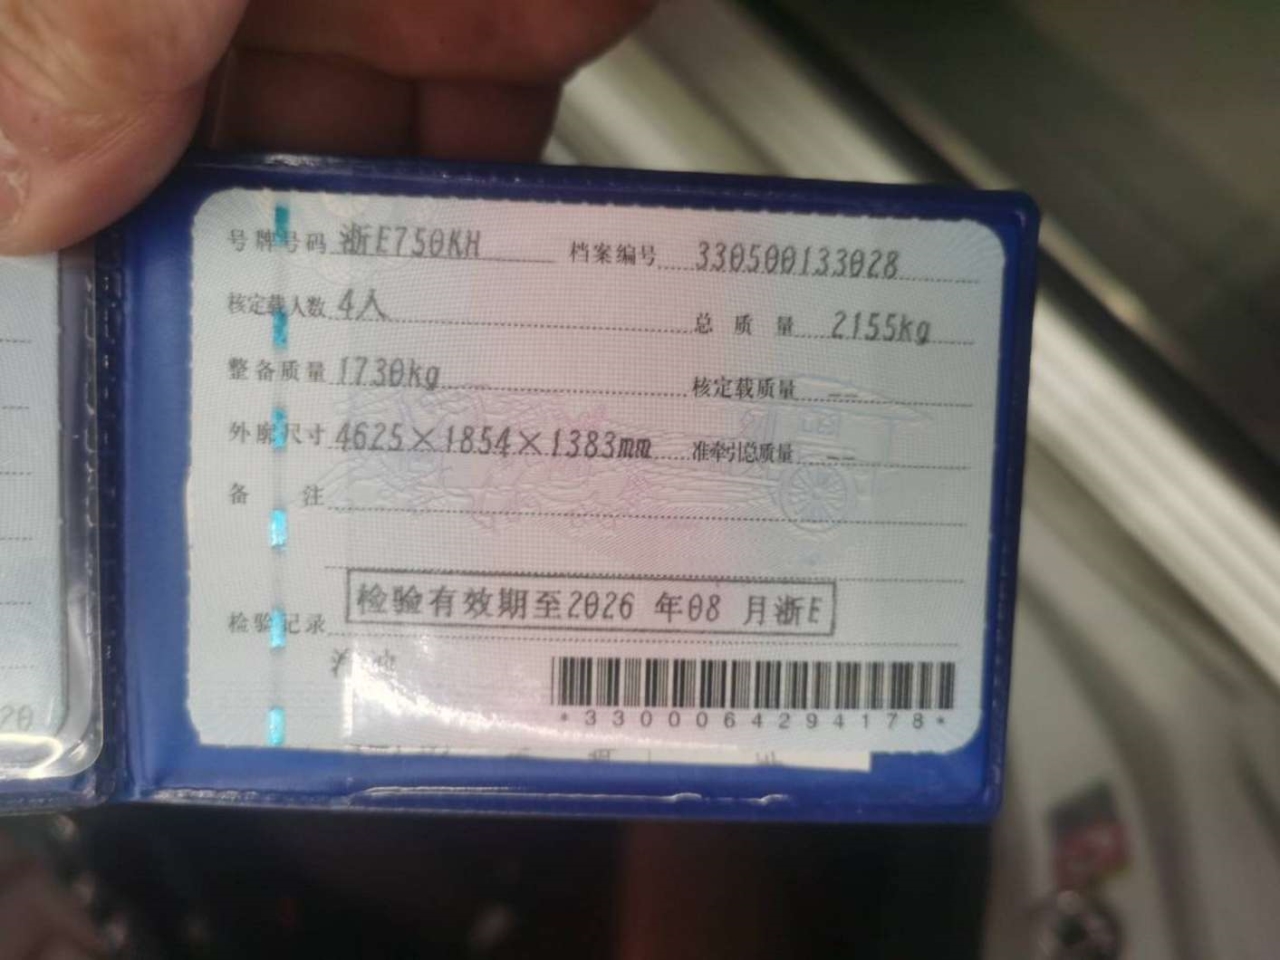 号牌号码 浙E750KH 档案编号 330500133028
核定载人数 4人 总质量 2155kg
整备质量 1730kg 核定载质量 --
外廓尺寸 4625×1854×1383mm 准牵引总质量 --
备注
检验记录 检验有效期至2026 年08 月浙E
*3300064294178*
20